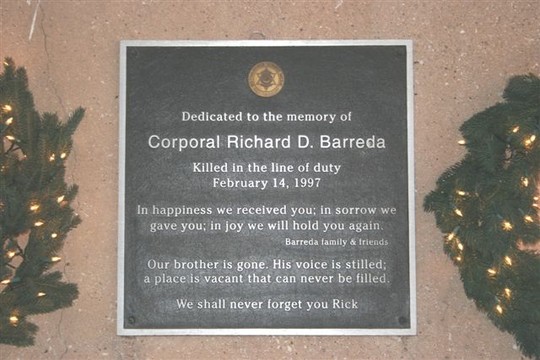 Dedicated to the memory of
Corporal Richard D. Barreda
Killed in the line of duty
February 14, 1997
In happiness we received you; in sorrow we
gave you; in joy we will hold you again.
Barreda family & friends
Our brother is gone. His voice is stilled;
a place is vacant that can never be filled.
We shall never forget you Rick